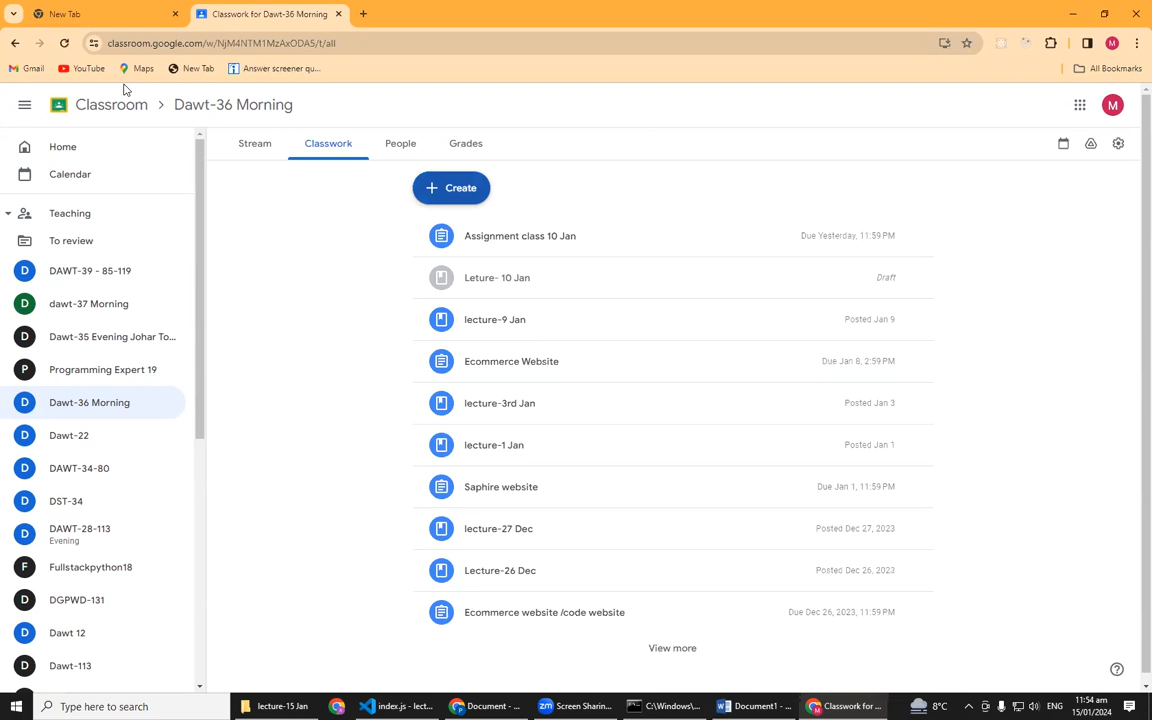 New Tab
Classwork for Dawt-36 Morning
classroom.google.com/w/NjM4NTM1MzAxODA5/t/all
M
Gmail
YouTube
Maps
New Tab
Answer screener qu...
All Bookmarks
Classroom
Dawt-36 Morning
M
Home
Calendar
Teaching
To review
D DAWT-39 - 85-119
D dawt-37 Morning
D Dawt-35 Evening Johar To...
P Programming Expert 19
D Dawt-36 Morning
D Dawt-22
D DAWT-34-80
D DST-34
D DAWT-28-113
Evening
F Fullstackpython18
D DGPWD-131
D Dawt 12
D Dawt-113
Stream
Classwork
People
Grades
+ Create
Assignment class 10 Jan
Due Yesterday, 11:59 PM
Leture- 10 Jan
Draft
lecture-9 Jan
Posted Jan 9
Ecommerce Website
Due Jan 8, 2:59 PM
lecture-3rd Jan
Posted Jan 3
lecture-1 Jan
Posted Jan 1
Saphire website
Due Jan 1, 11:59 PM
lecture-27 Dec
Posted Dec 27, 2023
Lecture-26 Dec
Posted Dec 26, 2023
Ecommerce website /code website
Due Dec 26, 2023, 11:59 PM
View more
Type here to search
lecture-15 Jan
index.js - lect...
Document - ...
Screen Sharin...
C:\Windows\...
Document1 - ...
Classwork for ...
8°C
ENG
11:54 am
15/01/2024